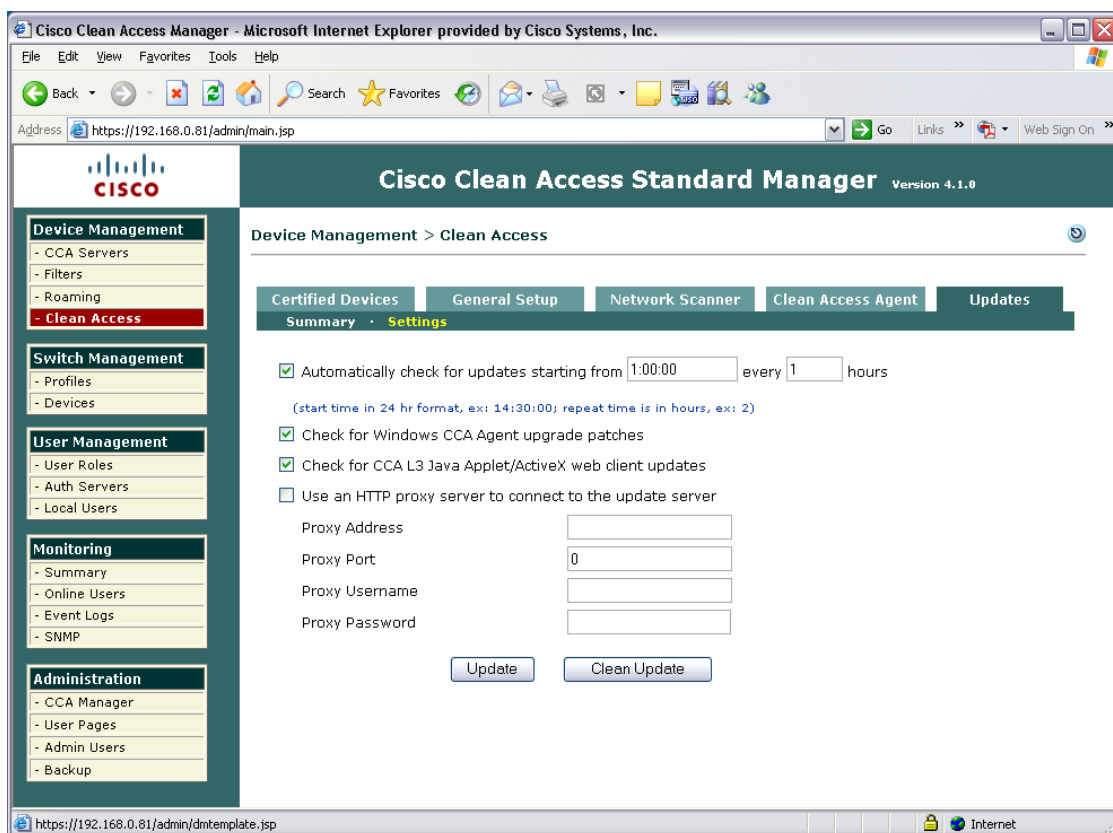 Cisco Clean Access Manager - Microsoft Internet Explorer provided by Cisco Systems, Inc.
File Edit View Favorites Tools Help
Back Search Favorites
Address https://192.168.0.81/admin/main.jsp Go Links » Web Sign On »
CISCO
Cisco Clean Access Standard Manager Version 4.1.0
Device Management
- CCA Servers
- Filters
- Roaming
- Clean Access
Switch Management
- Profiles
- Devices
User Management
- User Roles
- Auth Servers
- Local Users
Monitoring
- Summary
- Online Users
- Event Logs
- SNMP
Administration
- CCA Manager
- User Pages
- Admin Users
- Backup
Device Management > Clean Access
Certified Devices General Setup Network Scanner Clean Access Agent Updates
Summary · Settings
Automatically check for updates starting from 1:00:00 every 1 hours
(start time in 24 hr format, ex: 14:30:00; repeat time is in hours, ex: 2)
Check for Windows CCA Agent upgrade patches
Check for CCA L3 Java Applet/ActiveX web client updates
Use an HTTP proxy server to connect to the update server
Proxy Address
Proxy Port 0
Proxy Username
Proxy Password
Update Clean Update
https://192.168.0.81/admin/dmtemplate.jsp Internet